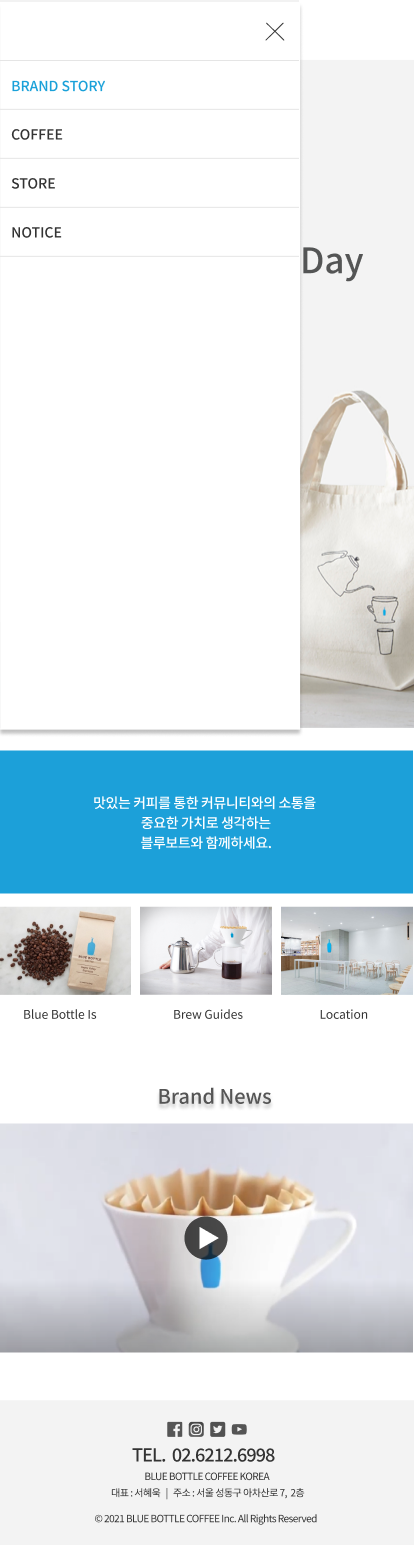 BRAND STORY
COFFEE
STORE
NOTICE
Day
맛있는 커피를 통한 커뮤니티와의 소통을
중요한 가치로 생각하는
블루보트와 함께하세요.
BLUE BOTTLE
Blue Bottle Is
Brew Guides
Location
Brand News
TEL. 02.6212.6998
BLUE BOTTLE COFFEE KOREA
대표 : 서혜욱 | 주소 : 서울 성동구 아차산로 7, 2층
© 2021 BLUE BOTTLE COFFEE Inc. All Rights Reserved